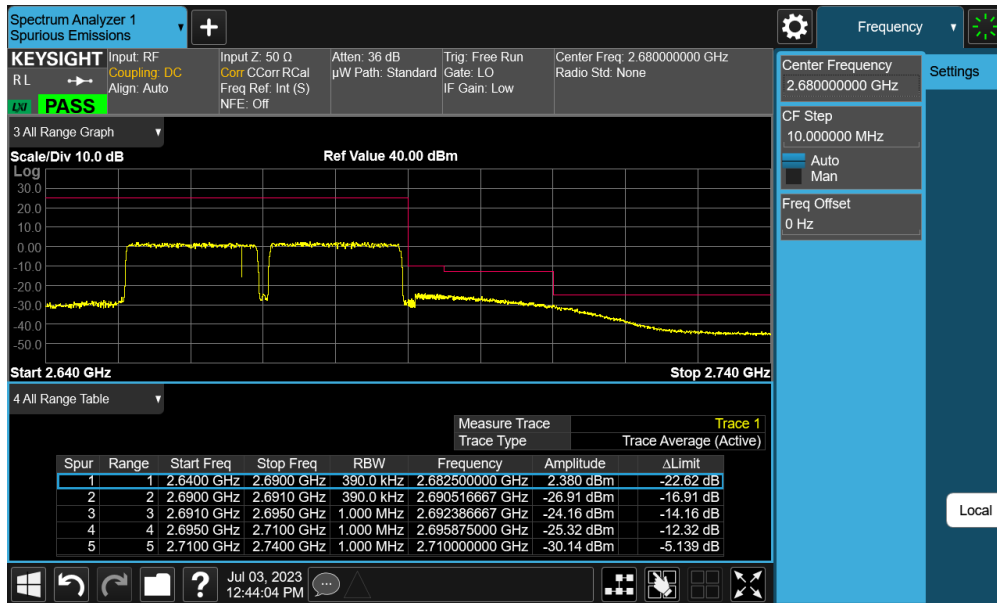 Spectrum Analyzer 1
Spurious Emissions
Frequency
KEYSIGHT
R L
LXI PASS
Input: RF
Coupling: DC
Align: Auto
Input Z: 50 Ω
Corr CCorr RCal
Freq Ref: Int (S)
NFE: Off
Atten: 36 dB
µW Path: Standard
Trig: Free Run
Gate: LO
IF Gain: Low
Center Freq: 2.680000000 GHz
Radio Std: None
Center Frequency
2.680000000 GHz
Settings
CF Step
10.000000 MHz
Auto
Man
Freq Offset
0 Hz
Local
3 All Range Graph
Scale/Div 10.0 dB Ref Value 40.00 dBm
Log
30.0
20.0
10.0
0.00
-10.0
-20.0
-30.0
-40.0
-50.0
Start 2.640 GHz Stop 2.740 GHz
4 All Range Table
Measure Trace Trace 1
Trace Type Trace Average (Active)
Spur Range Start Freq Stop Freq RBW Frequency Amplitude ΔLimit
1 1 2.6400 GHz 2.6900 GHz 390.0 kHz 2.682500000 GHz 2.380 dBm -22.62 dB
2 2 2.6900 GHz 2.6910 GHz 390.0 kHz 2.690516667 GHz -26.91 dBm -16.91 dB
3 3 2.6910 GHz 2.6950 GHz 1.000 MHz 2.692386667 GHz -24.16 dBm -14.16 dB
4 4 2.6950 GHz 2.7100 GHz 1.000 MHz 2.695875000 GHz -25.32 dBm -12.32 dB
5 5 2.7100 GHz 2.7400 GHz 1.000 MHz 2.710000000 GHz -30.14 dBm -5.139 dB
?
Jul 03, 2023
12:44:04 PM